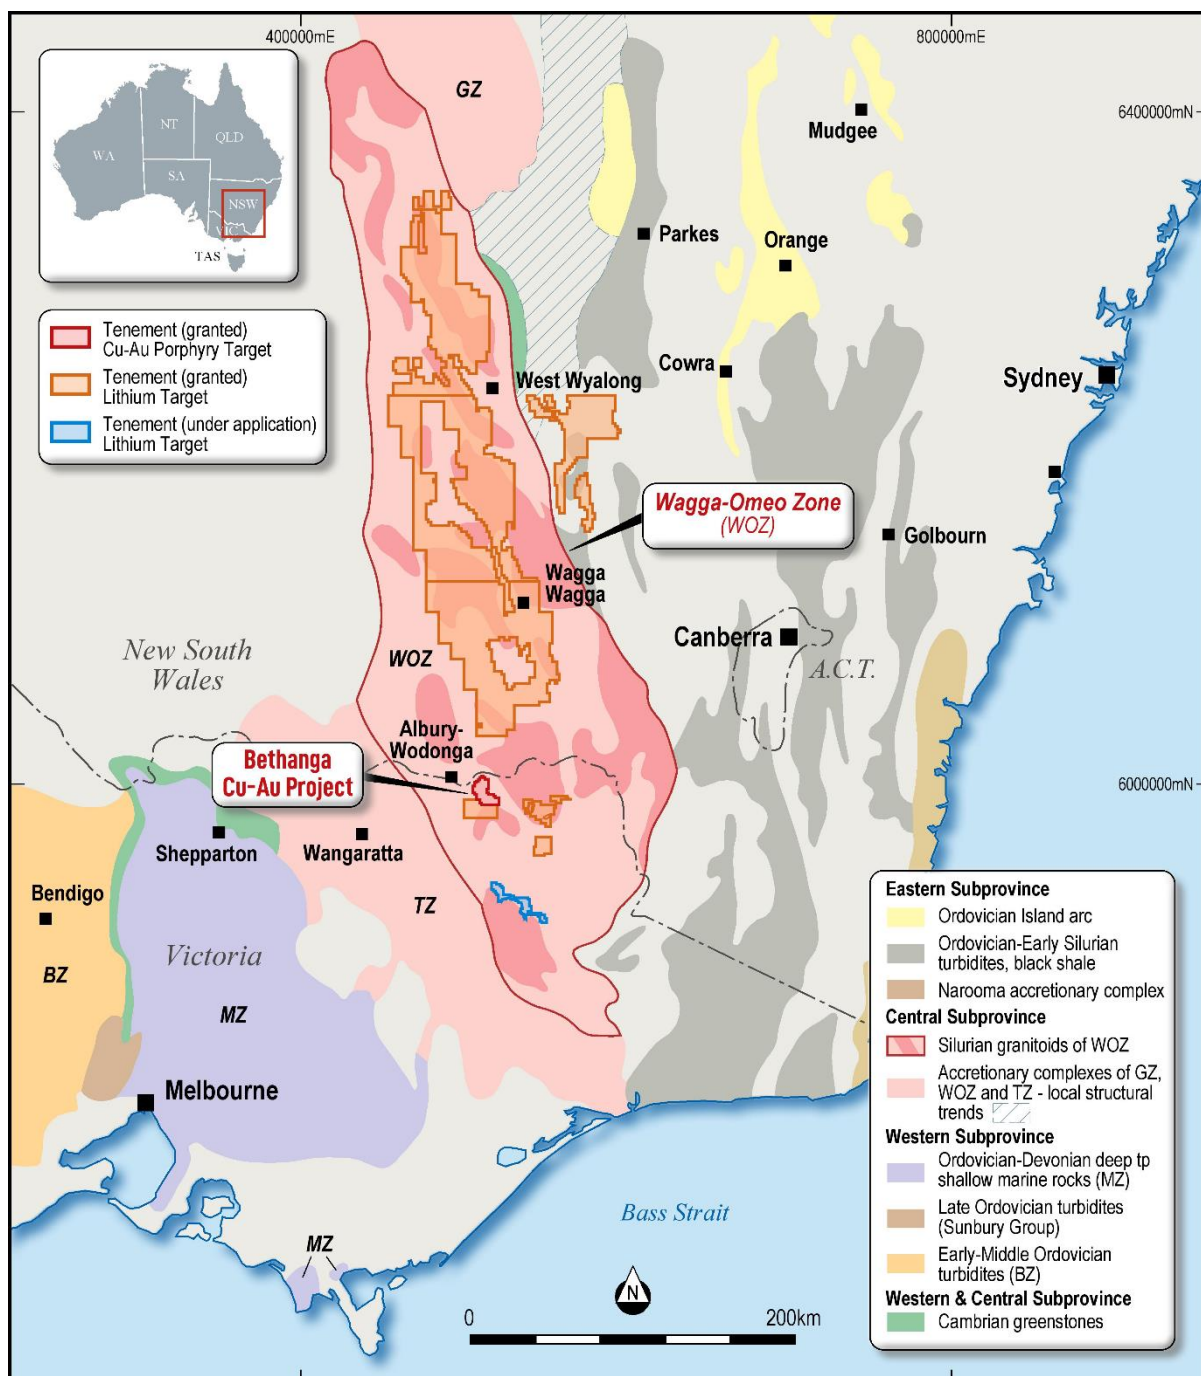 400000mE
800000mE
6400000mN
6000000mN
WA
NT
QLD
SA
NSW
VIC
TAS
Tenement (granted)
Cu-Au Porphyry Target
Tenement (granted)
Lithium Target
Tenement (under application)
Lithium Target
GZ
Mudgee
Parkes
Orange
Cowra
West Wyalong
Sydney
Wagga-Omeo Zone
(WOZ)
Golbourn
Wagga
Wagga
Canberra
A.C.T.
New South
Wales
WOZ
Albury-
Wodonga
Bethanga
Cu-Au Project
Shepparton
Wangaratta
Bendigo
TZ
Victoria
BZ
MZ
Melbourne
MZ
Bass Strait
N
0
200km
Eastern Subprovince
Ordovician Island arc
Ordovician-Early Silurian
turbidites, black shale
Narooma accretionary complex
Central Subprovince
Silurian granitoids of WOZ
Accretionary complexes of GZ,
WOZ and TZ - local structural
trends
Western Subprovince
Ordovician-Devonian deep tp
shallow marine rocks (MZ)
Late Ordovician turbidites
(Sunbury Group)
Early-Middle Ordovician
turbidites (BZ)
Western & Central Subprovince
Cambrian greenstones